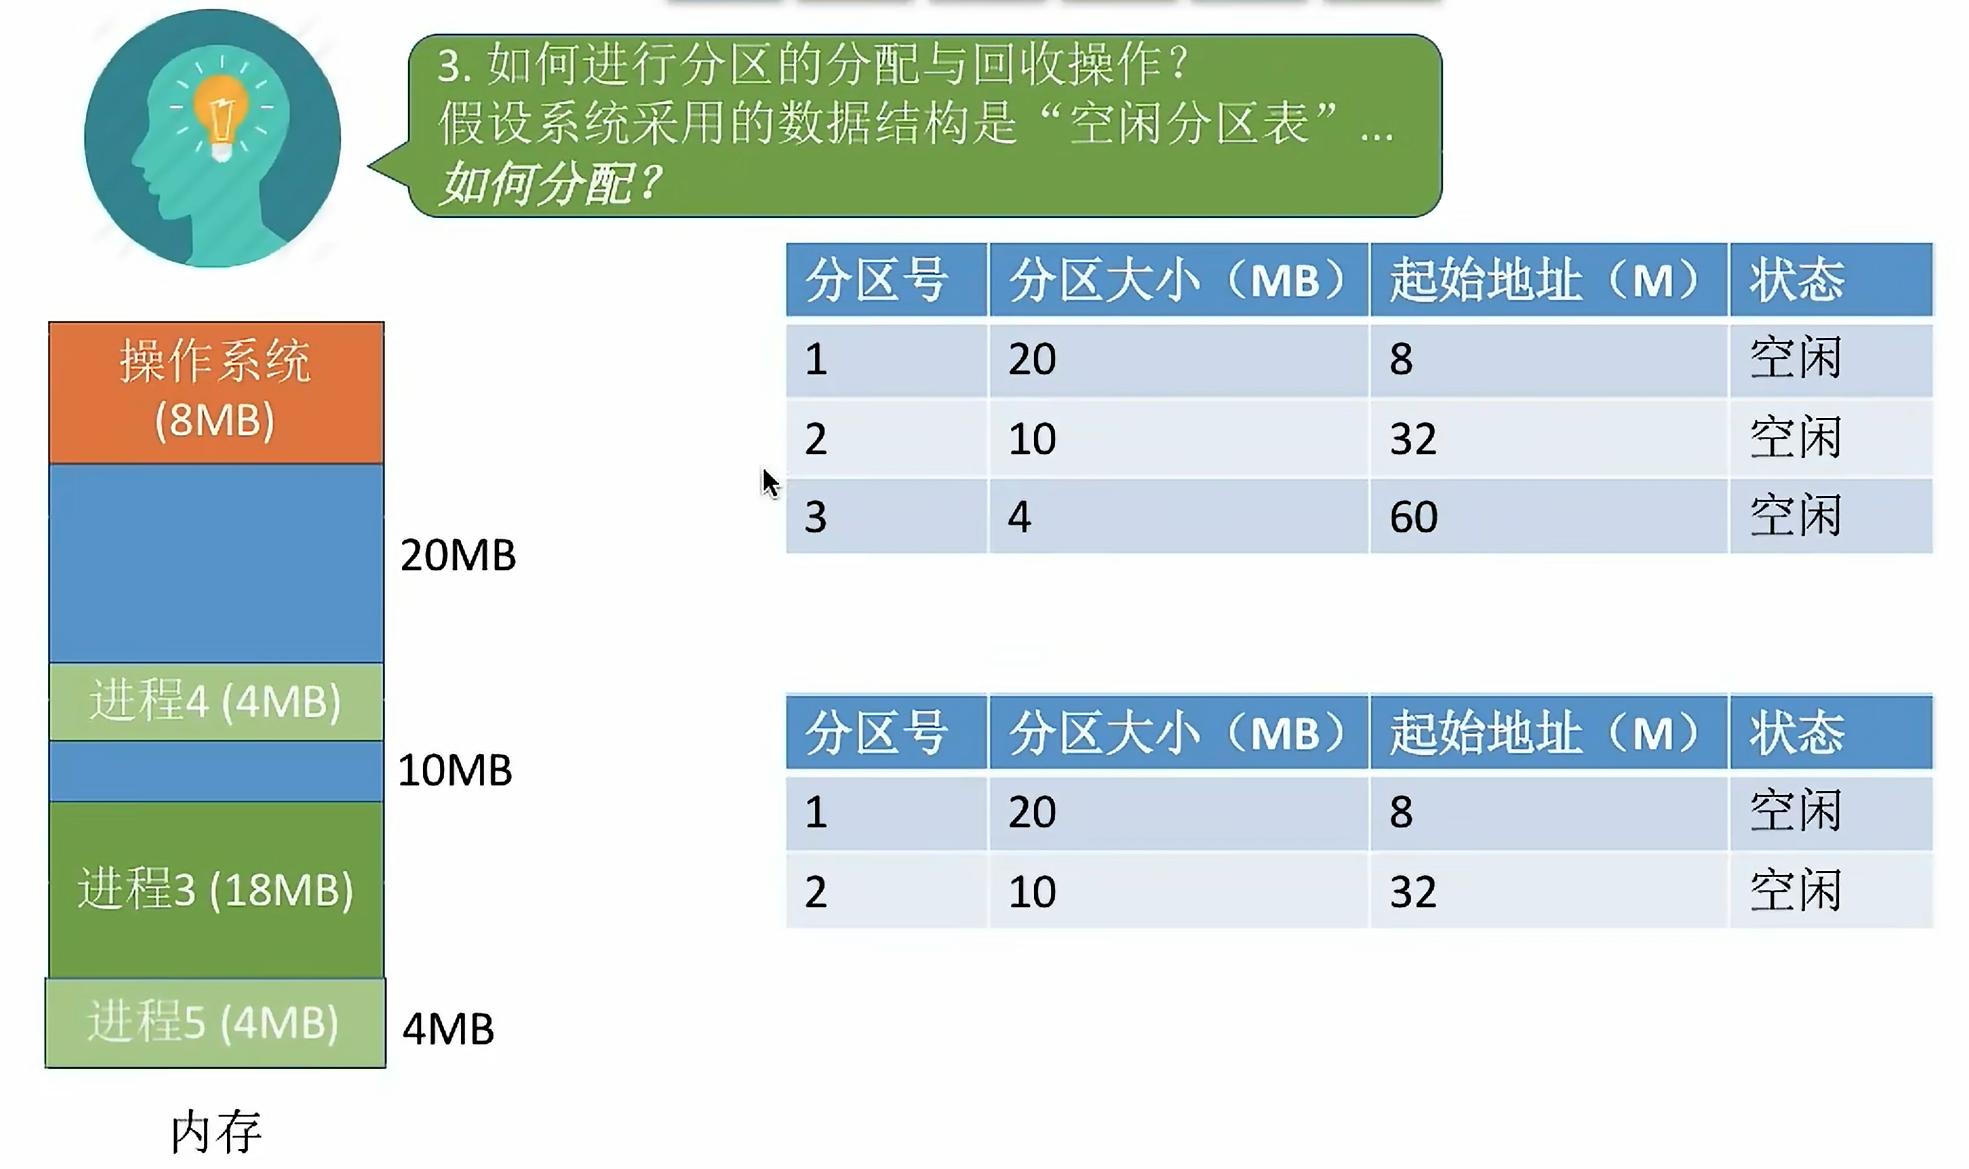 3. 如何进行分区的分配与回收操作？
假设系统采用的数据结构是“空闲分区表”...
如何分配？
操作系统
(8MB)
20MB
进程4 (4MB)
10MB
进程3 (18MB)
进程5 (4MB)
4MB
内存
分区号 分区大小（MB） 起始地址（M） 状态
1 20 8 空闲
2 10 32 空闲
3 4 60 空闲
分区号 分区大小（MB） 起始地址（M） 状态
1 20 8 空闲
2 10 32 空闲